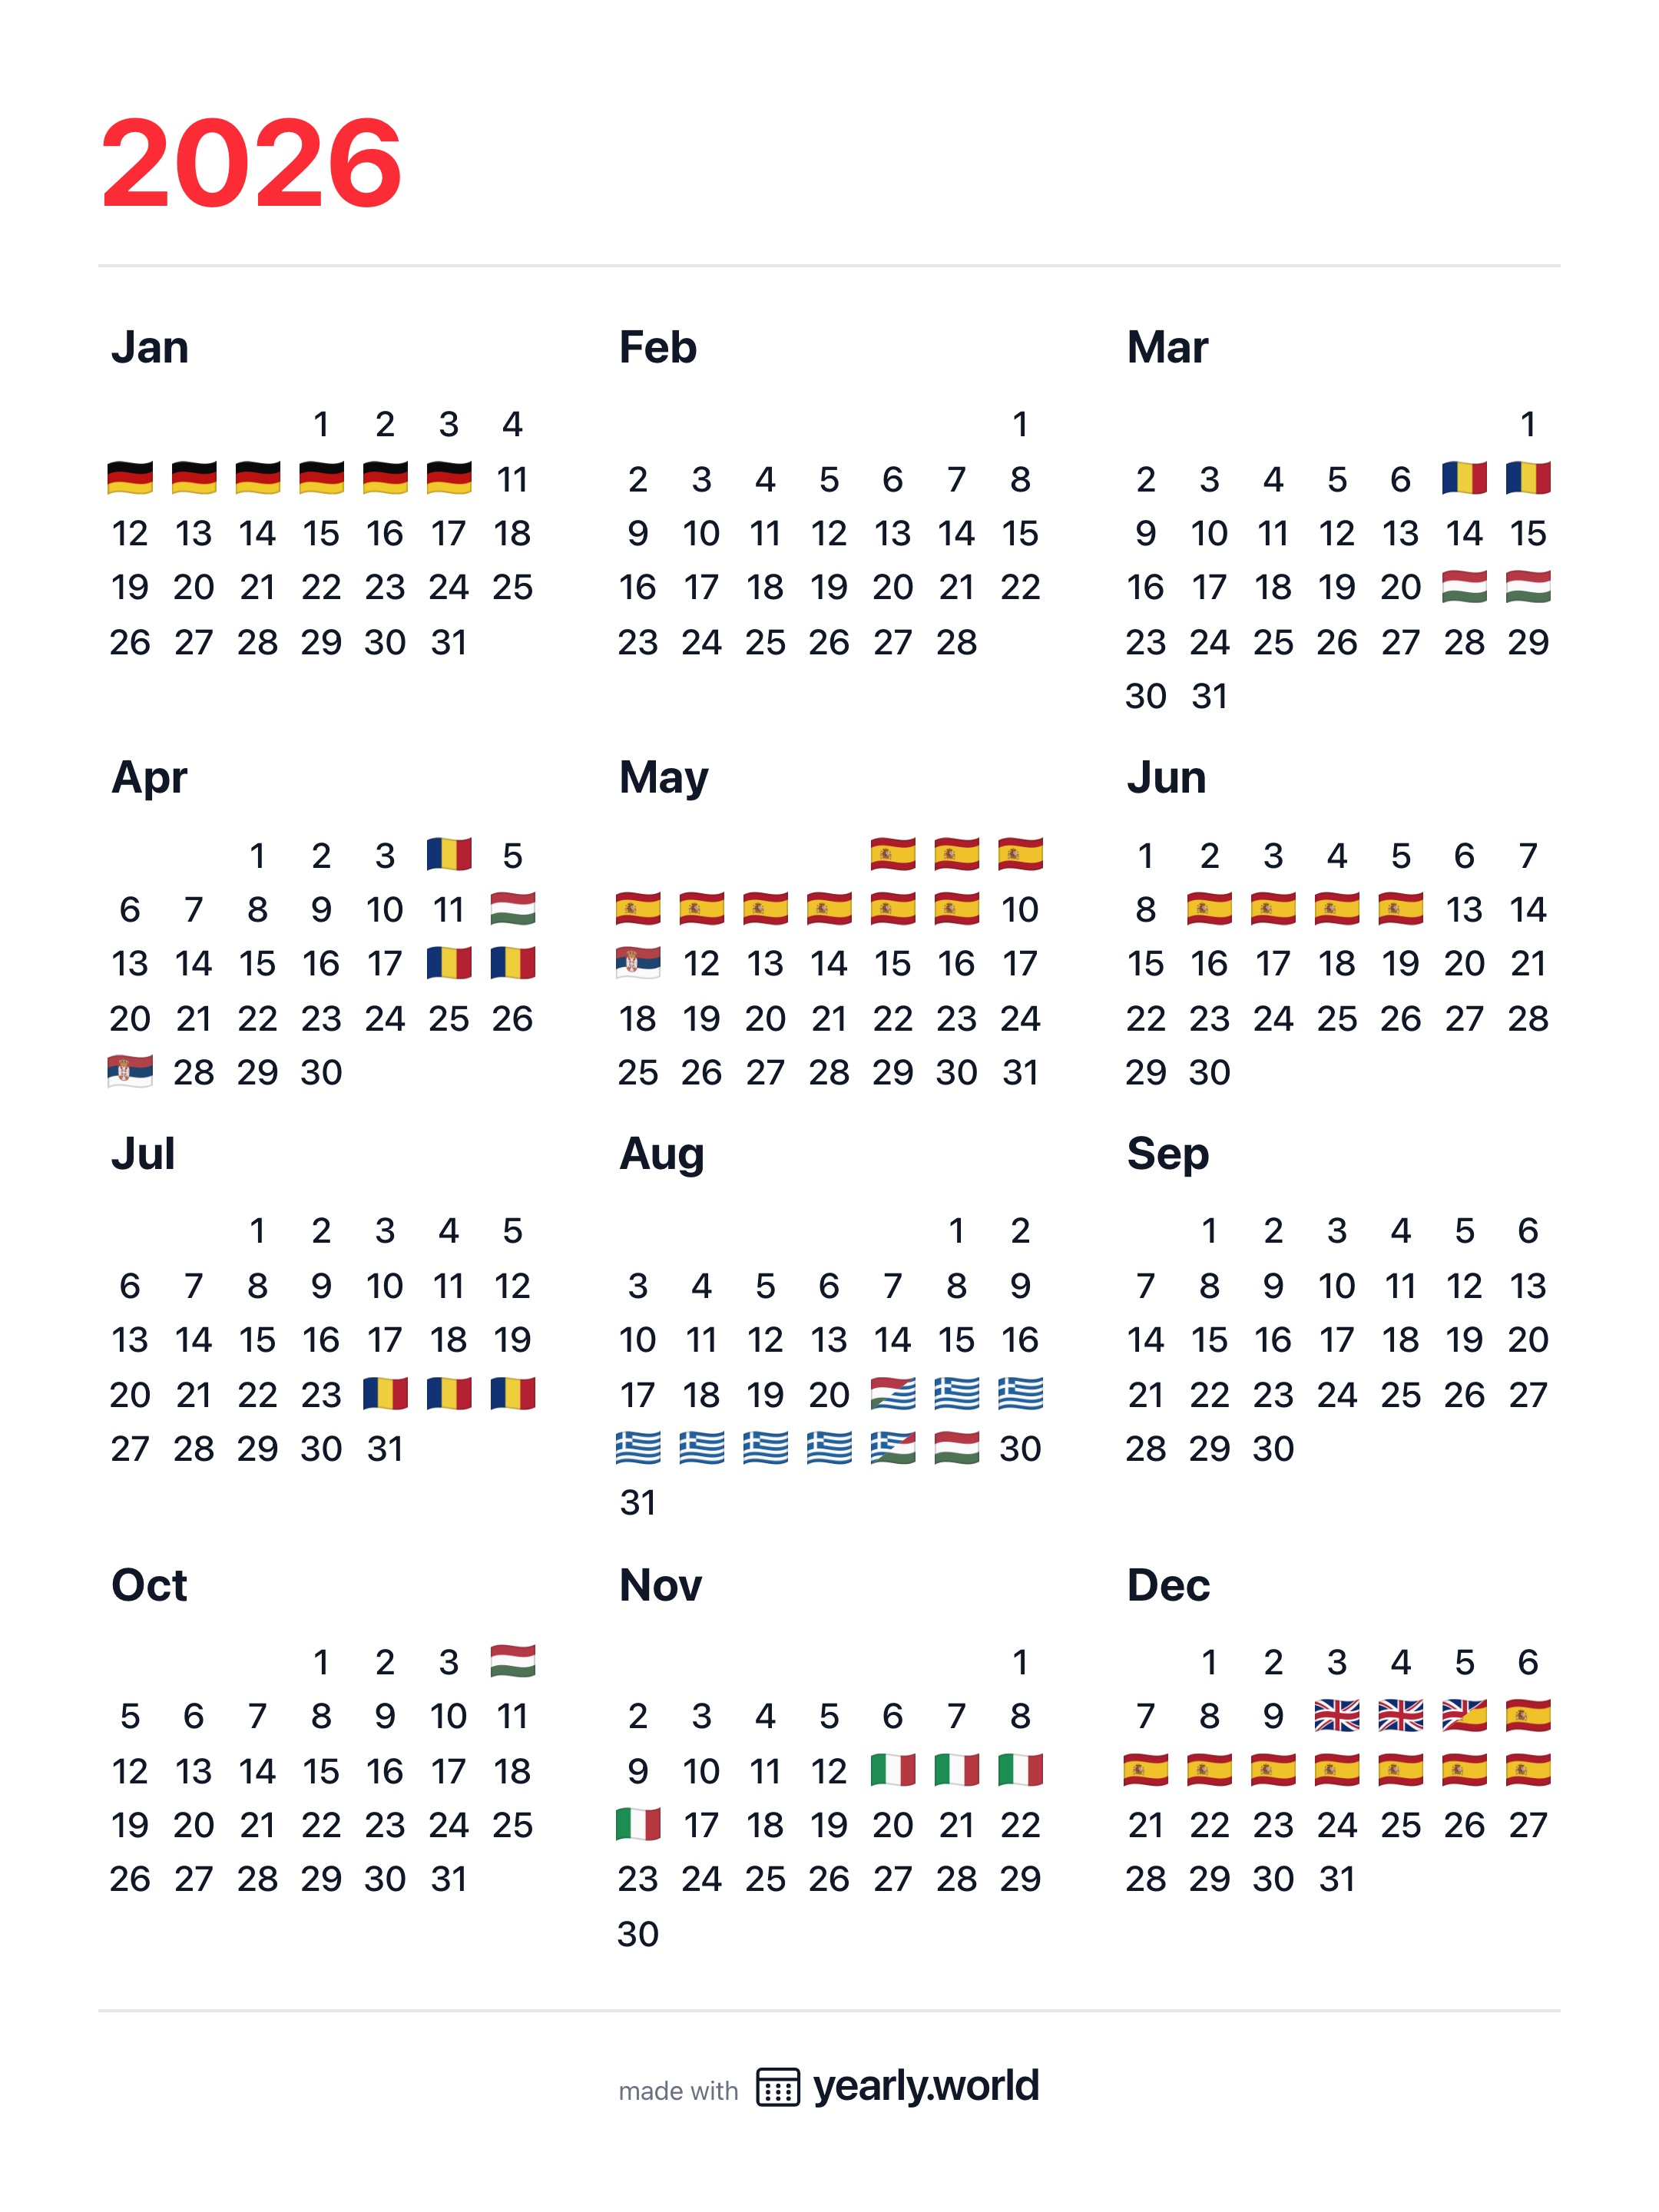 2026
Jan
1 2 3 4
11
12 13 14 15 16 17 18
19 20 21 22 23 24 25
26 27 28 29 30 31
Feb
1
2 3 4 5 6 7 8
9 10 11 12 13 14 15
16 17 18 19 20 21 22
23 24 25 26 27 28
Mar
1
2 3 4 5 6
9 10 11 12 13 14 15
16 17 18 19 20
23 24 25 26 27 28 29
30 31
Apr
1 2 3 5
6 7 8 9 10 11
13 14 15 16 17
20 21 22 23 24 25 26
28 29 30
May
10
12 13 14 15 16 17
18 19 20 21 22 23 24
25 26 27 28 29 30 31
Jun
1 2 3 4 5 6 7
8 13 14
15 16 17 18 19 20 21
22 23 24 25 26 27 28
29 30
Jul
1 2 3 4 5
6 7 8 9 10 11 12
13 14 15 16 17 18 19
20 21 22 23
27 28 29 30 31
Aug
1 2
3 4 5 6 7 8 9
10 11 12 13 14 15 16
17 18 19 20
30
31
Sep
1 2 3 4 5 6
7 8 9 10 11 12 13
14 15 16 17 18 19 20
21 22 23 24 25 26 27
28 29 30
Oct
1 2 3
5 6 7 8 9 10 11
12 13 14 15 16 17 18
19 20 21 22 23 24 25
26 27 28 29 30 31
Nov
1
2 3 4 5 6 7 8
9 10 11 12
17 18 19 20 21 22
23 24 25 26 27 28 29
30
Dec
1 2 3 4 5 6
7 8 9
21 22 23 24 25 26 27
28 29 30 31
made with yearly.world